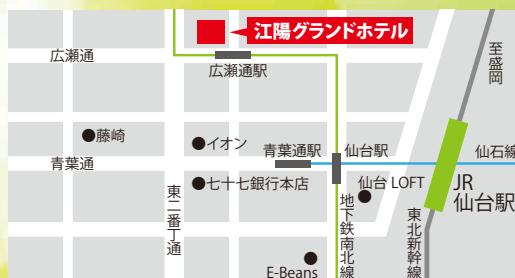 江陽グランドホテル
広瀬通
広瀬通駅
至盛岡
●藤崎
●イオン
青葉通駅
仙台駅
仙石線
青葉通
●七十七銀行本店
仙台 LOFT
JR
仙台駅
東二番丁通
地下鉄南北線
東北新幹線
E-Beans